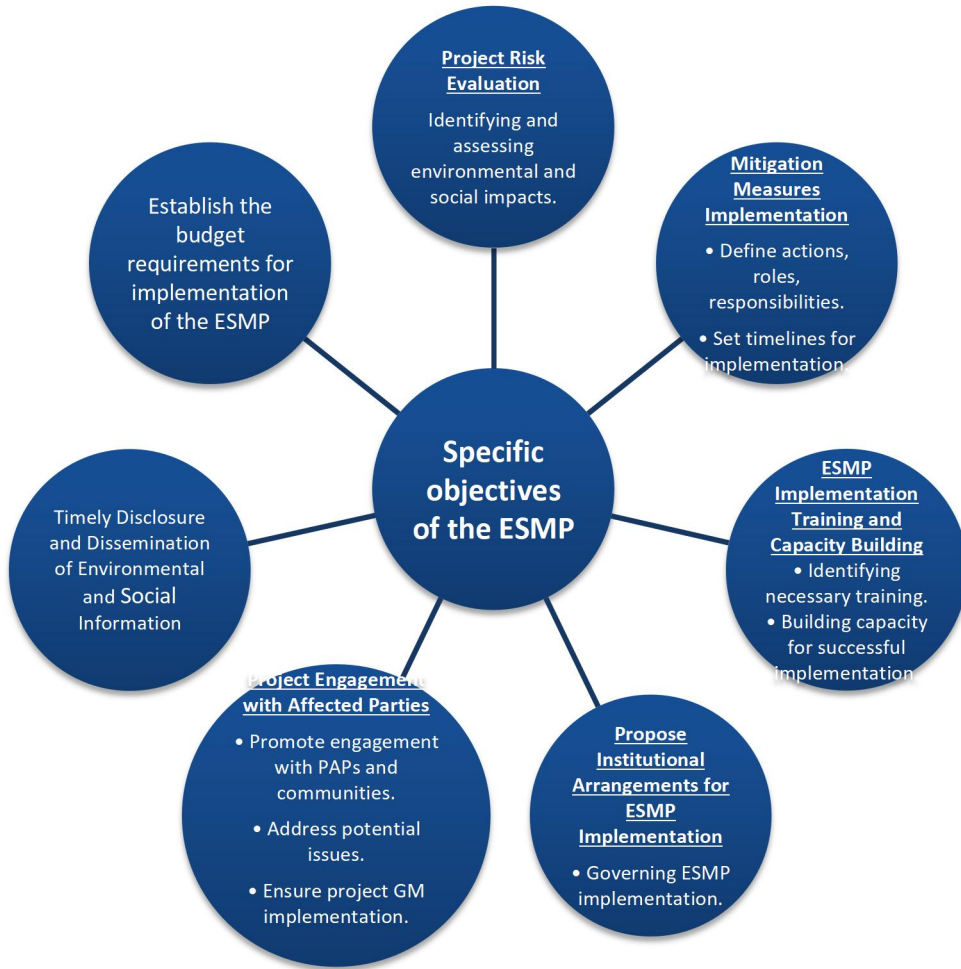 Project Risk
Evaluation
Identifying and
assessing
environmental and
social impacts.
Mitigation
Measures
Implementation
• Define actions,
roles,
responsibilities.
• Set timelines for
implementation.
ESMP
Implementation
Training and
Capacity Building
• Identifying
necessary training.
• Building capacity
for successful
implementation.
Propose
Institutional
Arrangements for
ESMP
Implementation
• Governing ESMP
implementation.
Project Engagement
with Affected Parties
• Promote engagement
with PAPs and
communities.
• Address potential
issues.
• Ensure project GM
implementation.
Timely Disclosure
and Dissemination
of Environmental
and Social
Information
Establish the
budget
requirements for
implementation
of the ESMP
Specific
objectives
of the ESMP